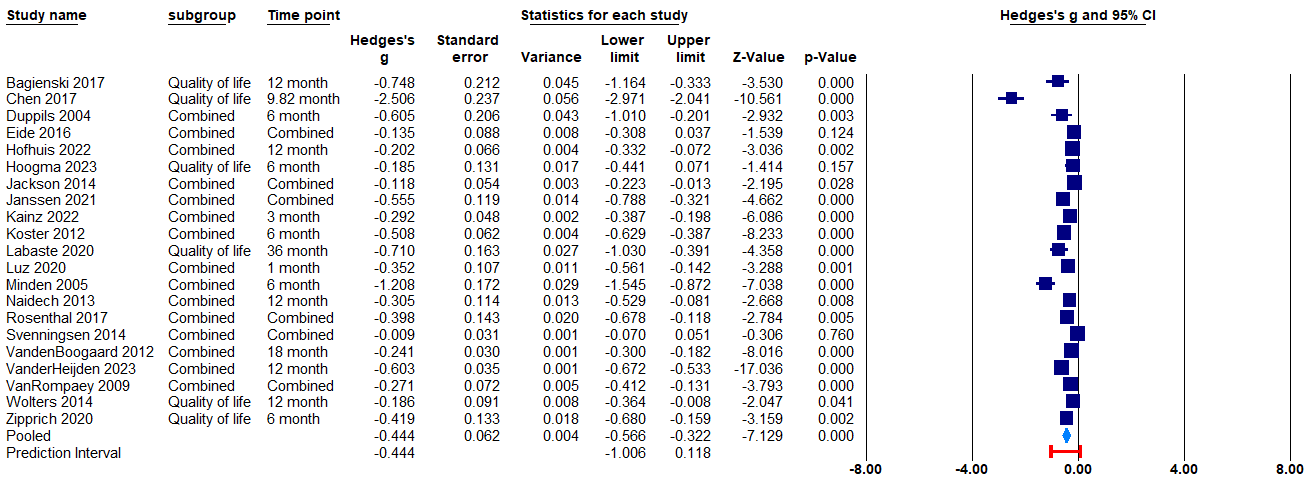 Study name subgroup Time point Statistics for each study Hedges's g and 95% CI
Hedges's Standard Lower Upper
g error Variance limit limit Z-Value p-Value
Bagienski 2017 Quality of life 12 month -0.748 0.212 0.045 -1.164 -0.333 -3.530 0.000
Chen 2017 Quality of life 9.82 month -2.506 0.237 0.056 -2.971 -2.041 -10.561 0.000
Duppils 2004 Combined 6 month -0.605 0.206 0.043 -1.010 -0.201 -2.932 0.003
Eide 2016 Combined Combined -0.135 0.088 0.008 -0.308 0.037 -1.539 0.124
Hofhuis 2022 Combined 12 month -0.202 0.066 0.004 -0.332 -0.072 -3.036 0.002
Hoogma 2023 Quality of life 6 month -0.185 0.131 0.017 -0.441 0.071 -1.414 0.157
Jackson 2014 Combined Combined -0.118 0.054 0.003 -0.223 -0.013 -2.195 0.028
Janssen 2021 Combined Combined -0.555 0.119 0.014 -0.788 -0.321 -4.662 0.000
Kainz 2022 Combined 3 month -0.292 0.048 0.002 -0.387 -0.198 -6.086 0.000
Koster 2012 Combined 6 month -0.508 0.062 0.004 -0.629 -0.387 -8.233 0.000
Labaste 2020 Quality of life 36 month -0.710 0.163 0.027 -1.030 -0.391 -4.358 0.000
Luz 2020 Combined 1 month -0.352 0.107 0.011 -0.561 -0.142 -3.288 0.001
Minden 2005 Combined 6 month -1.208 0.172 0.029 -1.545 -0.872 -7.038 0.000
Naidech 2013 Combined 12 month -0.305 0.114 0.013 -0.529 -0.081 -2.668 0.008
Rosenthal 2017 Combined Combined -0.398 0.143 0.020 -0.678 -0.118 -2.784 0.005
Svenningsen 2014 Combined Combined -0.009 0.031 0.001 -0.070 0.051 -0.306 0.760
VandenBoogaard 2012 Combined 18 month -0.241 0.030 0.001 -0.300 -0.182 -8.016 0.000
VanderHeijden 2023 Combined 12 month -0.603 0.035 0.001 -0.672 -0.533 -17.036 0.000
VanRompaey 2009 Combined Combined -0.271 0.072 0.005 -0.412 -0.131 -3.793 0.000
Wolters 2014 Quality of life 12 month -0.186 0.091 0.008 -0.364 -0.008 -2.047 0.041
Zipprich 2020 Quality of life 6 month -0.419 0.133 0.018 -0.680 -0.159 -3.159 0.002
Pooled -0.444 0.062 0.004 -0.566 -0.322 -7.129 0.000
Prediction Interval -0.444 -1.006 0.118
-8.00 -4.00 0.00 4.00 8.00